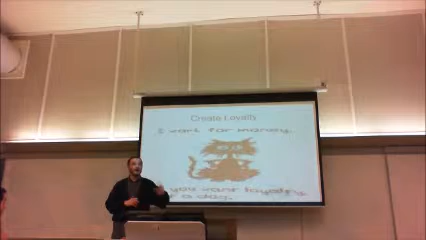 Create Loyalty
I work for money.
you want loyalty,
a dog.